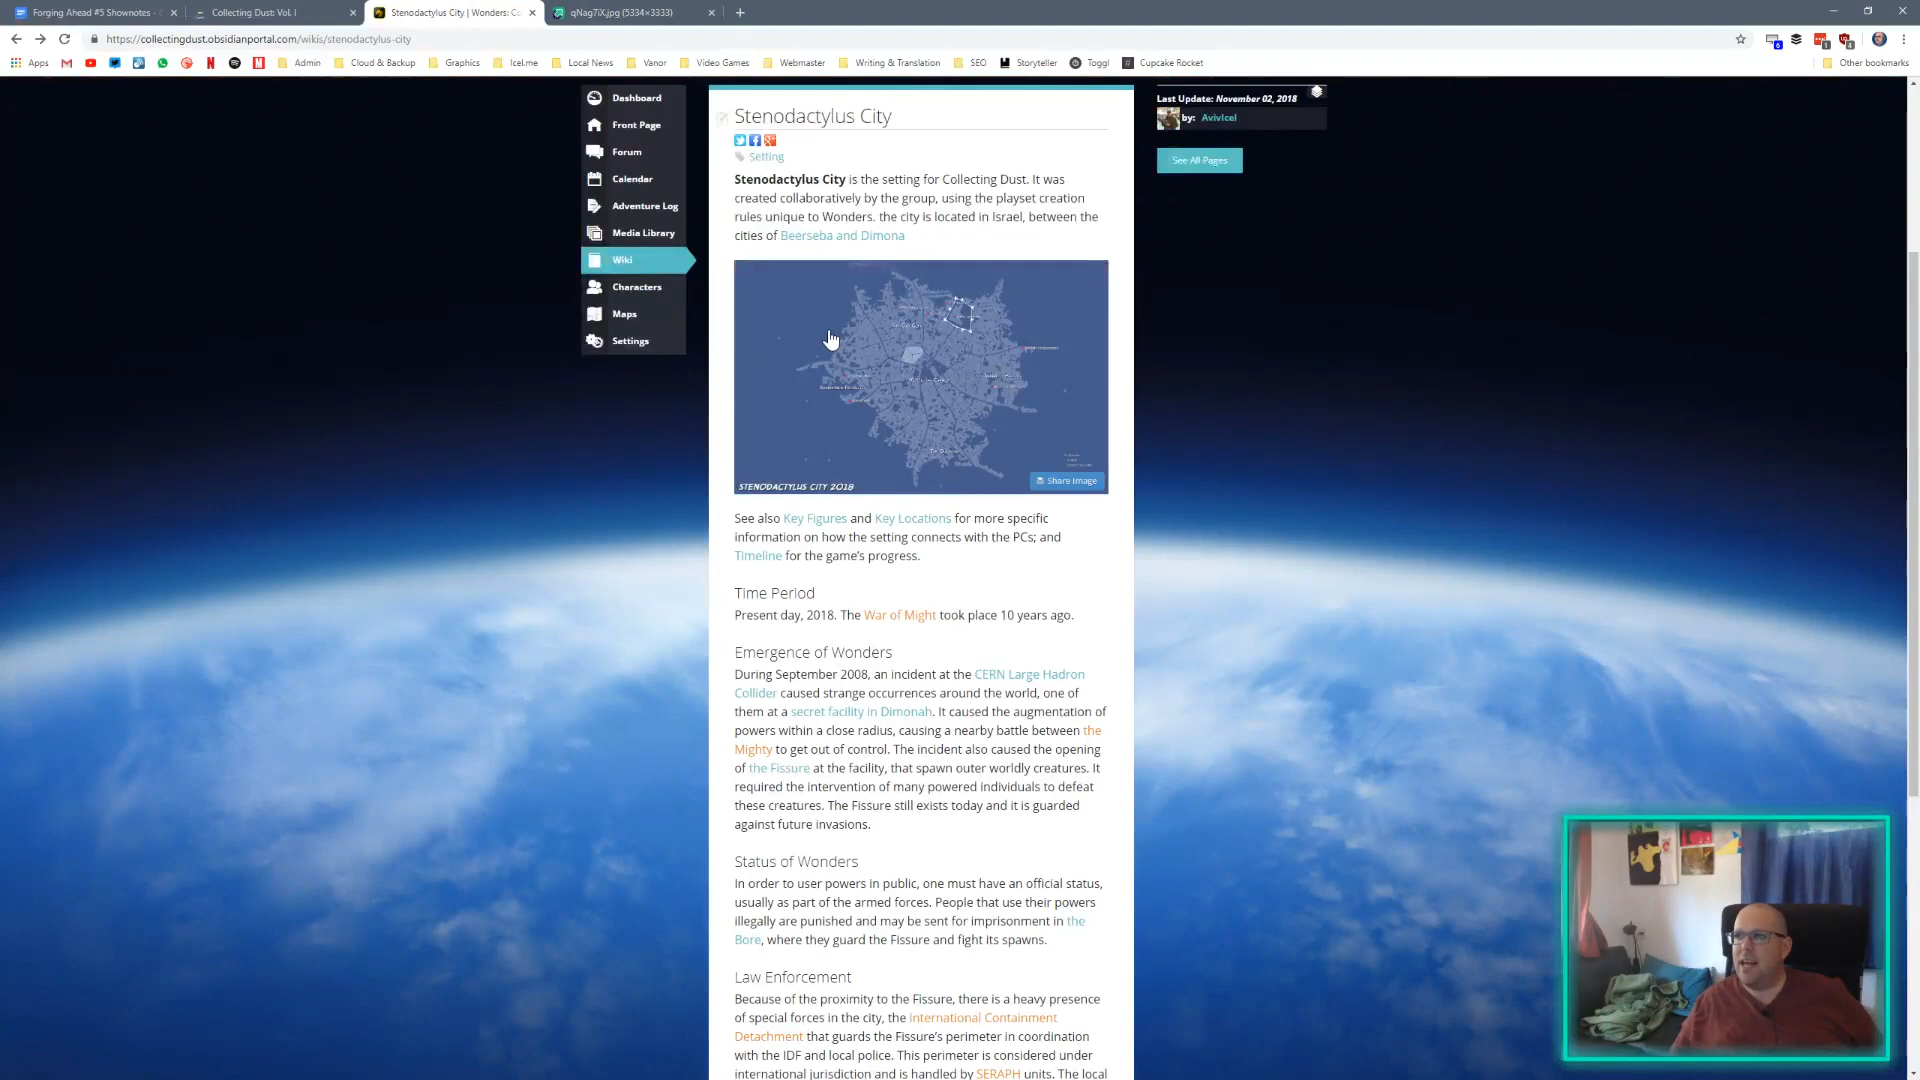 Forging Ahead #5 Shownotes -
Collecting Dust: Vol. I
Stenodactylus City | Wonders: Co
qNag7iX.jpg (5334×3333)
https://collectingdust.obsidianportal.com/wikis/stenodactylus-city
Apps
Admin
Cloud & Backup
Graphics
Icel.me
Local News
Vanor
Video Games
Webmaster
Writing & Translation
SEO
Storyteller
Toggl
Cupcake Rocket
Other bookmarks
Dashboard
Front Page
Forum
Calendar
Adventure Log
Media Library
Wiki
Characters
Maps
Settings
Stenodactylus City
Setting
Stenodactylus City is the setting for Collecting Dust. It was
created collaboratively by the group, using the playset creation
rules unique to Wonders. the city is located in Israel, between the
cities of Beerseba and Dimona
STENODACTYLUS CITY 2018
Share Image
See also Key Figures and Key Locations for more specific
information on how the setting connects with the PCs; and
Timeline for the game's progress.
Time Period
Present day, 2018. The War of Might took place 10 years ago.
Emergence of Wonders
During September 2008, an incident at the CERN Large Hadron
Collider caused strange occurrences around the world, one of
them at a secret facility in Dimonah. It caused the augmentation of
powers within a close radius, causing a nearby battle between the
Mighty to get out of control. The incident also caused the opening
of the Fissure at the facility, that spawn outer worldly creatures. It
required the intervention of many powered individuals to defeat
these creatures. The Fissure still exists today and it is guarded
against future invasions.
Status of Wonders
In order to user powers in public, one must have an official status,
usually as part of the armed forces. People that use their powers
illegally are punished and may be sent for imprisonment in the
Bore, where they guard the Fissure and fight its spawns.
Law Enforcement
Because of the proximity to the Fissure, there is a heavy presence
of special forces in the city, the International Containment
Detachment that guards the Fissure's perimeter in coordination
with the IDF and local police. This perimeter is considered under
international jurisdiction and is handled by SERAPH units. The local
Last Update: November 02, 2018
by: AvivIcel
See All Pages